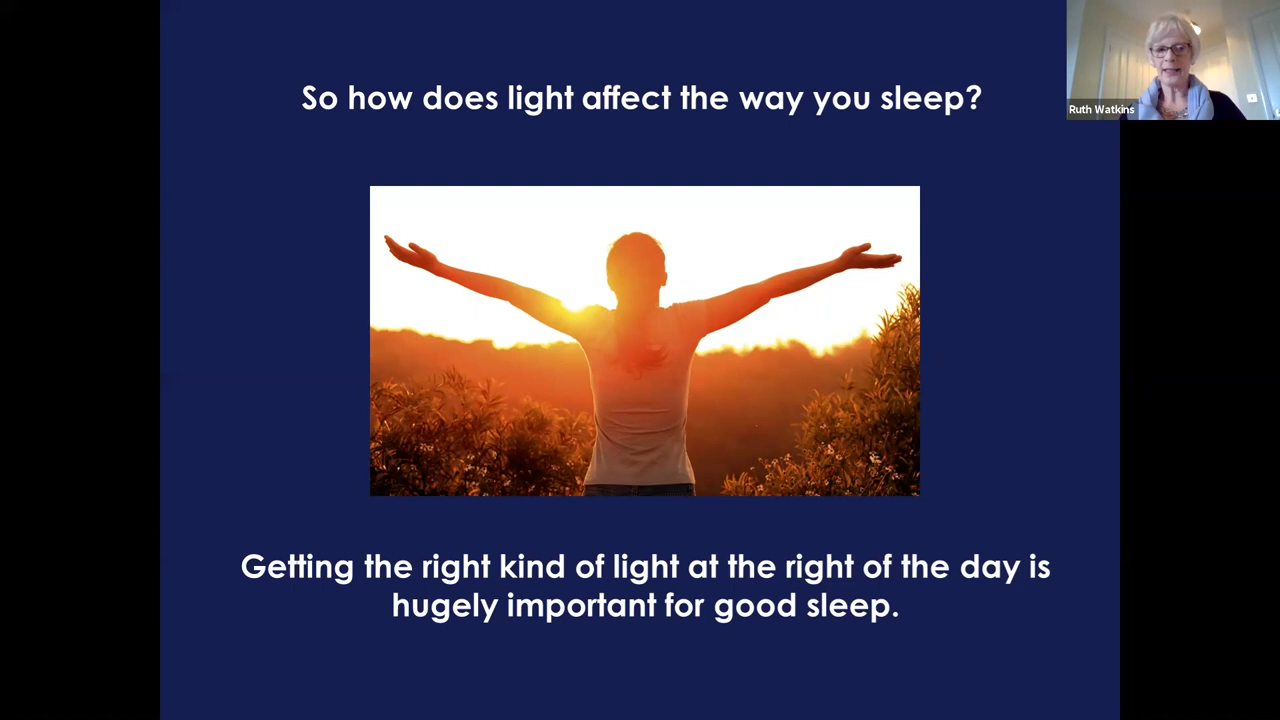 So how does light affect the way you sleep?
Ruth Watkins
Getting the right kind of light at the right of the day is
hugely important for good sleep.